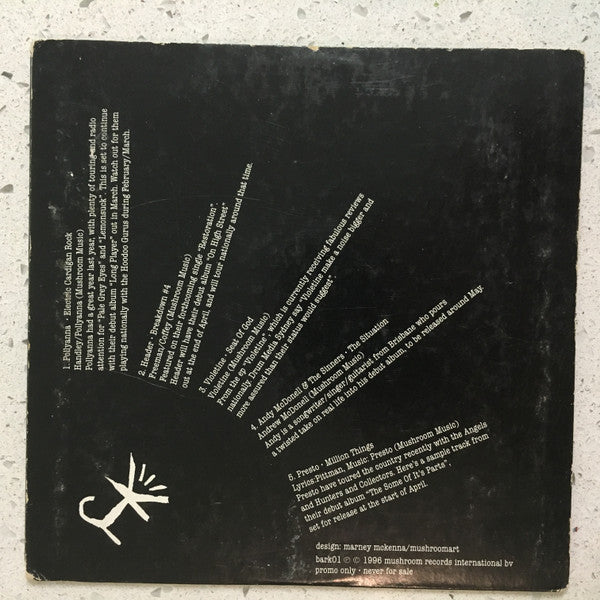 1. Pollyanna - Electric Cardigan Rock
Handley/Pollyanna (Mushroom Music)
Pollyanna had a great year last year, with plenty of touring and radio
attention for "Pale Grey Eyes" and "Lemonsuck". This is set to continue
with their debut album "Long Player" out in March. Watch out for them
playing nationally with the Hoodoo Gurus during February/March.
2. Header - Breakdown #4
Freeman/Coffey (Mushroom Music)
Featured on their forthcoming single "Restoration",
Header will have their debut album "On High Street",
out at the end of April, and will tour nationally around that time.
3. Violetine - Seat Of God
Violetine (Mushroom Music)
From the ep "violetine", which is currently receiving fabulous reviews
nationally. Drum Media Sydney say "Violetine make a noise bigger and
more assured than their status would suggest".
4. Andy McDonell & The Sinners - The Situation
Andrew McDonell (Mushroom Music)
Andy is a songwriter/singer/guitarist from Brisbane who pours
a twisted take on real life into his debut album, to be released around May.
5. Presto - Million Things
Lyrics:Pittman, Music: Presto (Mushroom Music)
Presto have toured the country recently with the Angels
and Hunters and Collectors. Here's a sample track from
their debut album "The Some Of It's Parts",
set for release at the start of April.
design: marney mckenna/mushroomart
bark01 ℗ © 1996 mushroom records international bv
promo only - never for sale